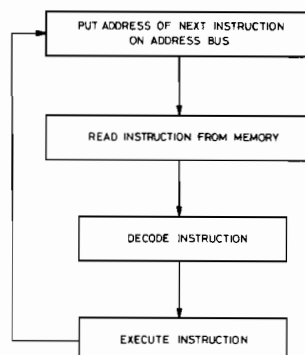 PUT ADDRESS OF NEXT INSTRUCTION
ON ADDRESS BUS
READ INSTRUCTION FROM MEMORY
DECODE INSTRUCTION
EXECUTE INSTRUCTION